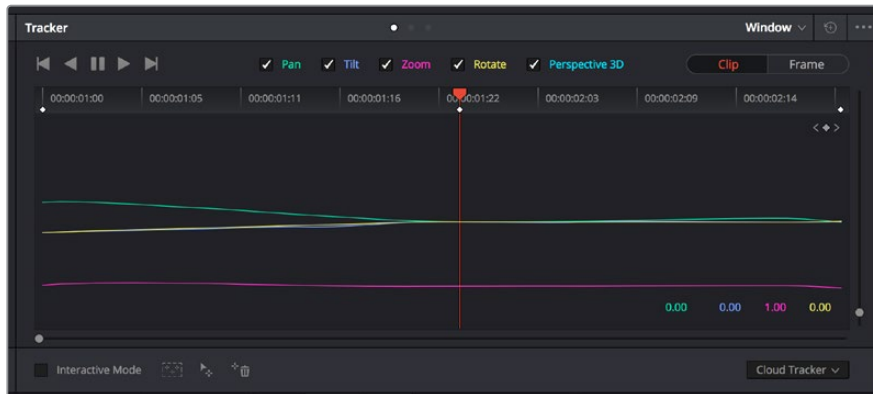 Tracker
Window
Pan Tilt Zoom Rotate Perspective 3D
Clip Frame
00:00:01:00 00:00:01:05 00:00:01:11 00:00:01:16 00:00:01:22 00:00:02:03 00:00:02:09 00:00:02:14
0.00 0.00 1.00 0.00
Interactive Mode
Cloud Tracker